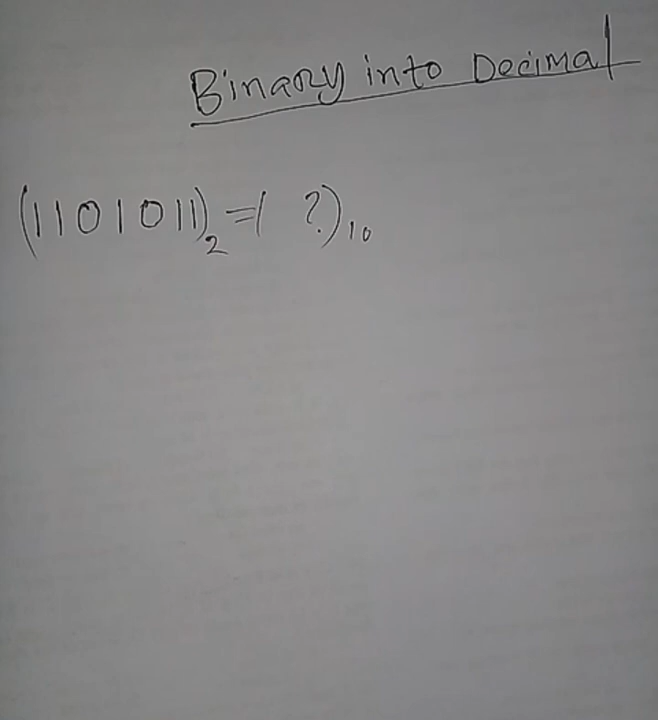 Binary into Decimal
(1101011)₂ = ( ?)₁₀